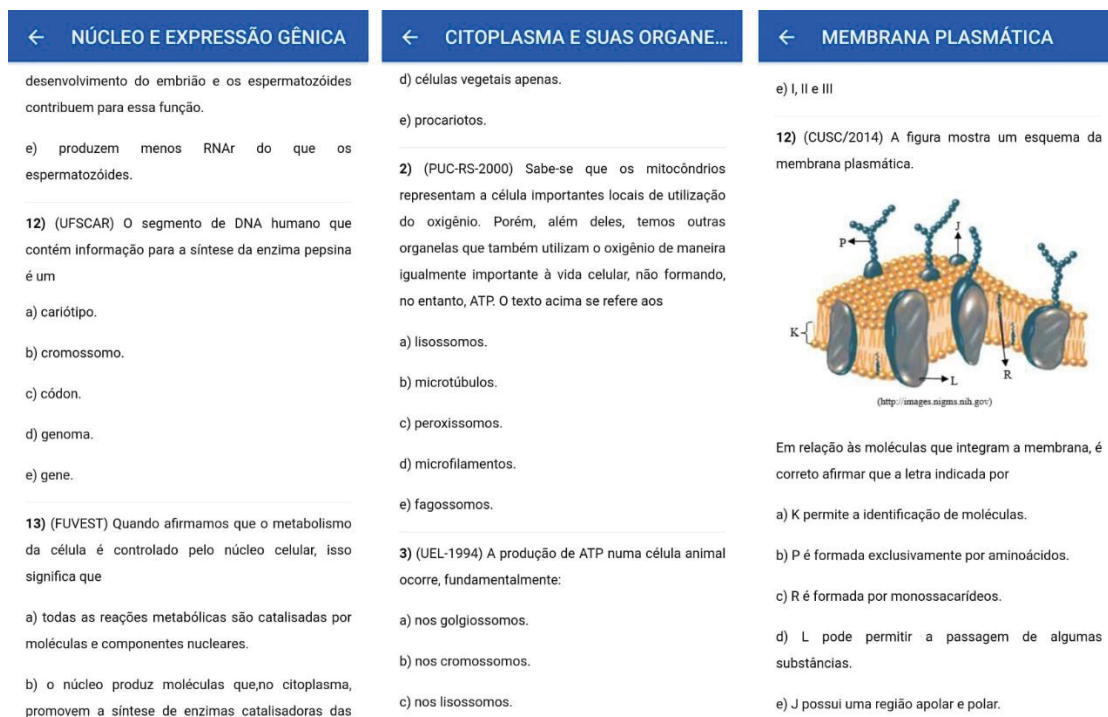 NÚCLEO E EXPRESSÃO GÊNICA
desenvolvimento do embrião e os espermatozóides
contribuem para essa função.
e) produzem menos RNAr do que os
espermatozóides.
12) (UFSCAR) O segmento de DNA humano que
contém informação para a síntese da enzima pepsina
é um
a) cariótipo.
b) cromossomo.
c) códon.
d) genoma.
e) gene.
13) (FUVEST) Quando afirmamos que o metabolismo
da célula é controlado pelo núcleo celular, isso
significa que
a) todas as reações metabólicas são catalisadas por
moléculas e componentes nucleares.
b) o núcleo produz moléculas que,no citoplasma,
promovem a síntese de enzimas catalisadoras das
CITOPLASMA E SUAS ORGANE...
d) células vegetais apenas.
e) procariotos.
2) (PUC-RS-2000) Sabe-se que os mitocôndrios
representam a célula importantes locais de utilização
do oxigênio. Porém, além deles, temos outras
organelas que também utilizam o oxigênio de maneira
igualmente importante à vida celular, não formando,
no entanto, ATP. O texto acima se refere aos
a) lisossomos.
b) microtúbulos.
c) peroxissomos.
d) microfilamentos.
e) fagossomos.
3) (UEL-1994) A produção de ATP numa célula animal
ocorre, fundamentalmente:
a) nos golgiossomos.
b) nos cromossomos.
c) nos lisossomos.
MEMBRANA PLASMÁTICA
e) I, II e III
12) (CUSC/2014) A figura mostra um esquema da
membrana plasmática.
J
P
K
L
R
(http://images.nigms.nih.gov)
Em relação às moléculas que integram a membrana, é
correto afirmar que a letra indicada por
a) K permite a identificação de moléculas.
b) P é formada exclusivamente por aminoácidos.
c) R é formada por monossacarídeos.
d) L pode permitir a passagem de algumas
substâncias.
e) J possui uma região apolar e polar.